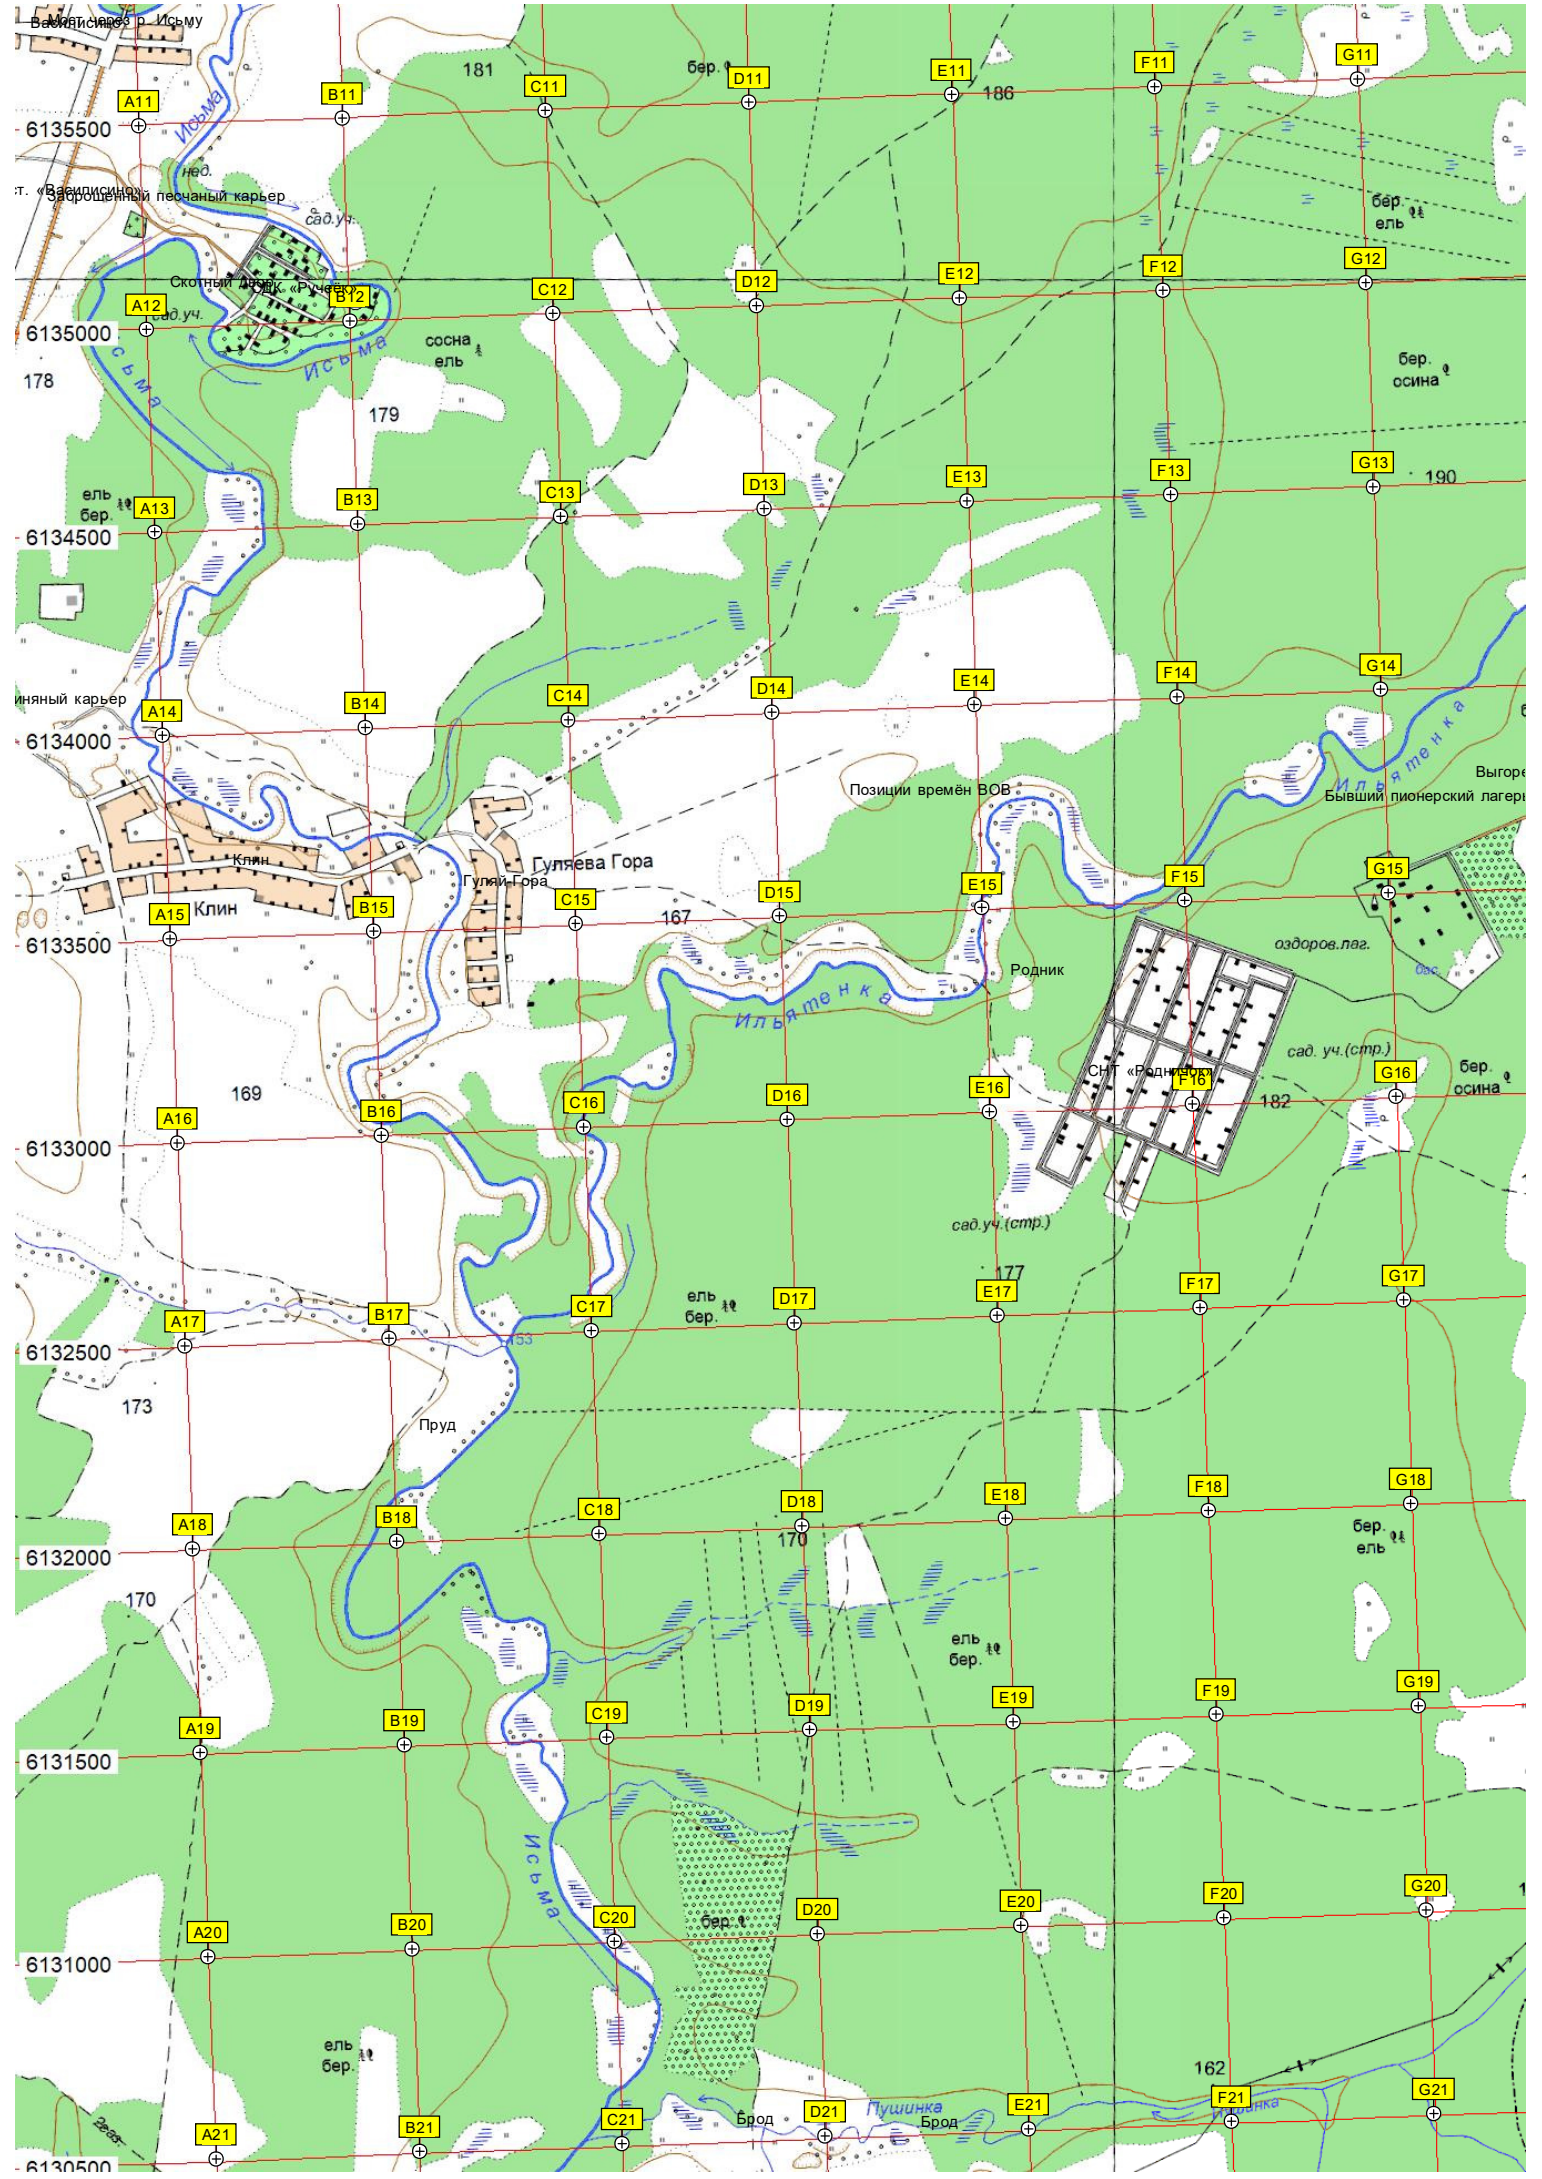 Василисино
Мост через р. Исьму
181
бер.
A11
B11
C11
D11
E11
F11
G11
186
6135500
Исьма
нед.
ст. «Василисино»
Заброшенный песчаный карьер
сад.уч.
бер.
ель
Скотный двор
СДК «Ручеёк»
A12
B12
C12
D12
E12
F12
G12
сад.уч.
6135000
Исьма
Исьма
сосна
ель
178
179
бер.
осина
ель
бер.
A13
B13
C13
D13
E13
F13
G13
190
6134500
A14
B14
C14
D14
E14
F14
G14
иняный карьер
6134000
Ильятенка
Позиции времён ВОВ
Выгоре
Бывший пионерский лагерь
Клин
Гуляева Гора
Гуляй-Гора
Клин
A15
B15
C15
D15
E15
F15
G15
167
6133500
оздоров.лаг.
бас.
Родник
Ильятенка
сад. уч.(стр.)
СНТ «Родничок»
169
A16
B16
C16
D16
E16
F16
G16
182
бер.
осина
6133000
сад.уч.(стр.)
177
ель
бер.
A17
B17
C17
D17
E17
F17
G17
153
6132500
173
Пруд
A18
B18
C18
D18
E18
F18
G18
170
бер.
ель
6132000
170
ель
бер.
A19
B19
C19
D19
E19
F19
G19
6131500
Исьма
бер.
A20
B20
C20
D20
E20
F20
G20
6131000
ель
бер.
162
A21
B21
C21
D21
E21
F21
G21
Брод
Пушинка
Брод
6130500